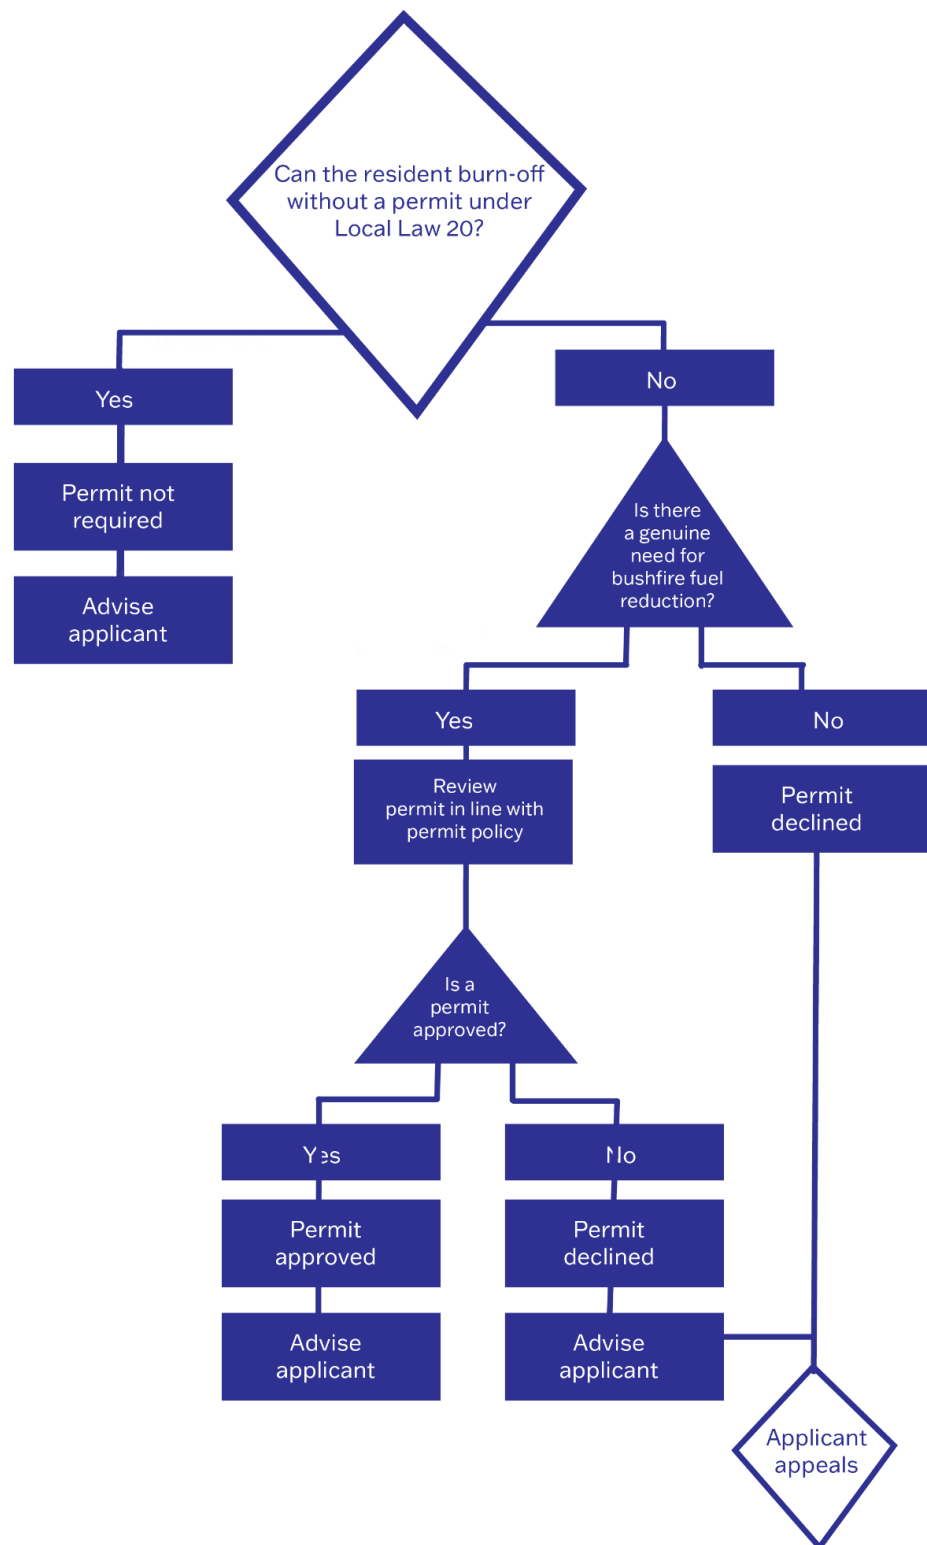 Can the resident burn-off
without a permit under
Local Law 20?
Yes
No
Permit not
required
Is there
a genuine
need for
bushfire fuel
reduction?
Advise
applicant
Yes
No
Review
permit in line with
permit policy
Permit
declined
Is a
permit
approved?
Yes
No
Permit
approved
Permit
declined
Advise
applicant
Advise
applicant
Applicant
appeals